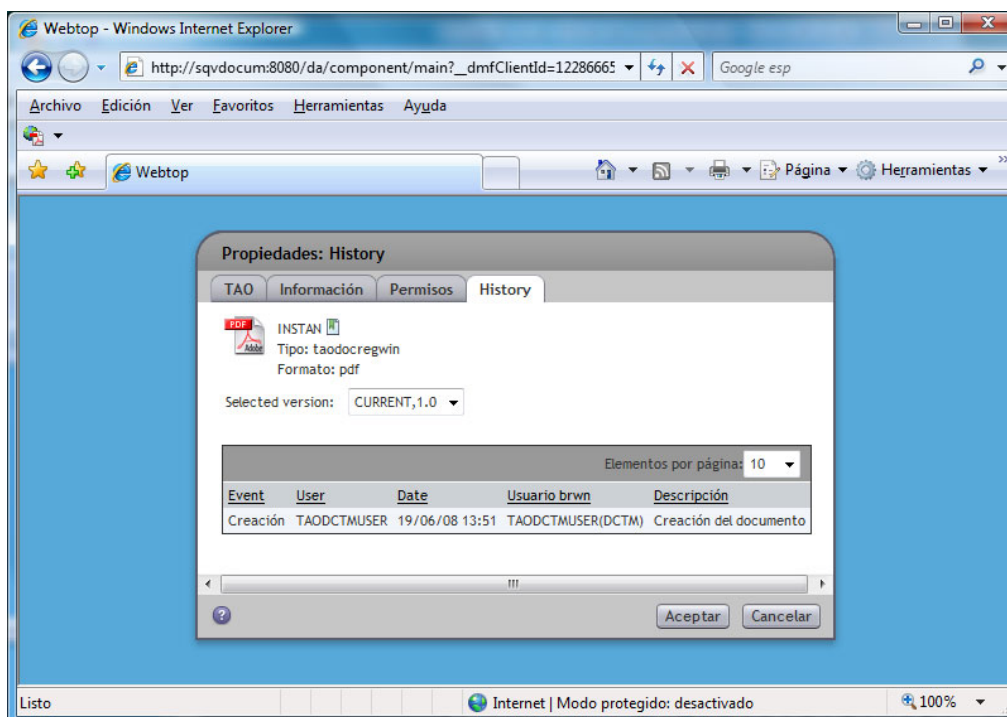 Webtop - Windows Internet Explorer
http://sqvdocum:8080/da/component/main?__dmfClientId=12286665
Google esp
Archivo Edición Ver Favoritos Herramientas Ayuda
Webtop
Página Herramientas
Propiedades: History
TAO Información Permisos History
PDF
Adobe
INSTAN
Tipo: taodocregwin
Formato: pdf
Selected version: CURRENT,1.0
Elementos por página: 10
Event User Date Usuario brwn Descripción
Creación TAODCTMUSER 19/06/08 13:51 TAODCTMUSER(DCTM) Creación del documento
? Aceptar Cancelar
Listo Internet | Modo protegido: desactivado 100%